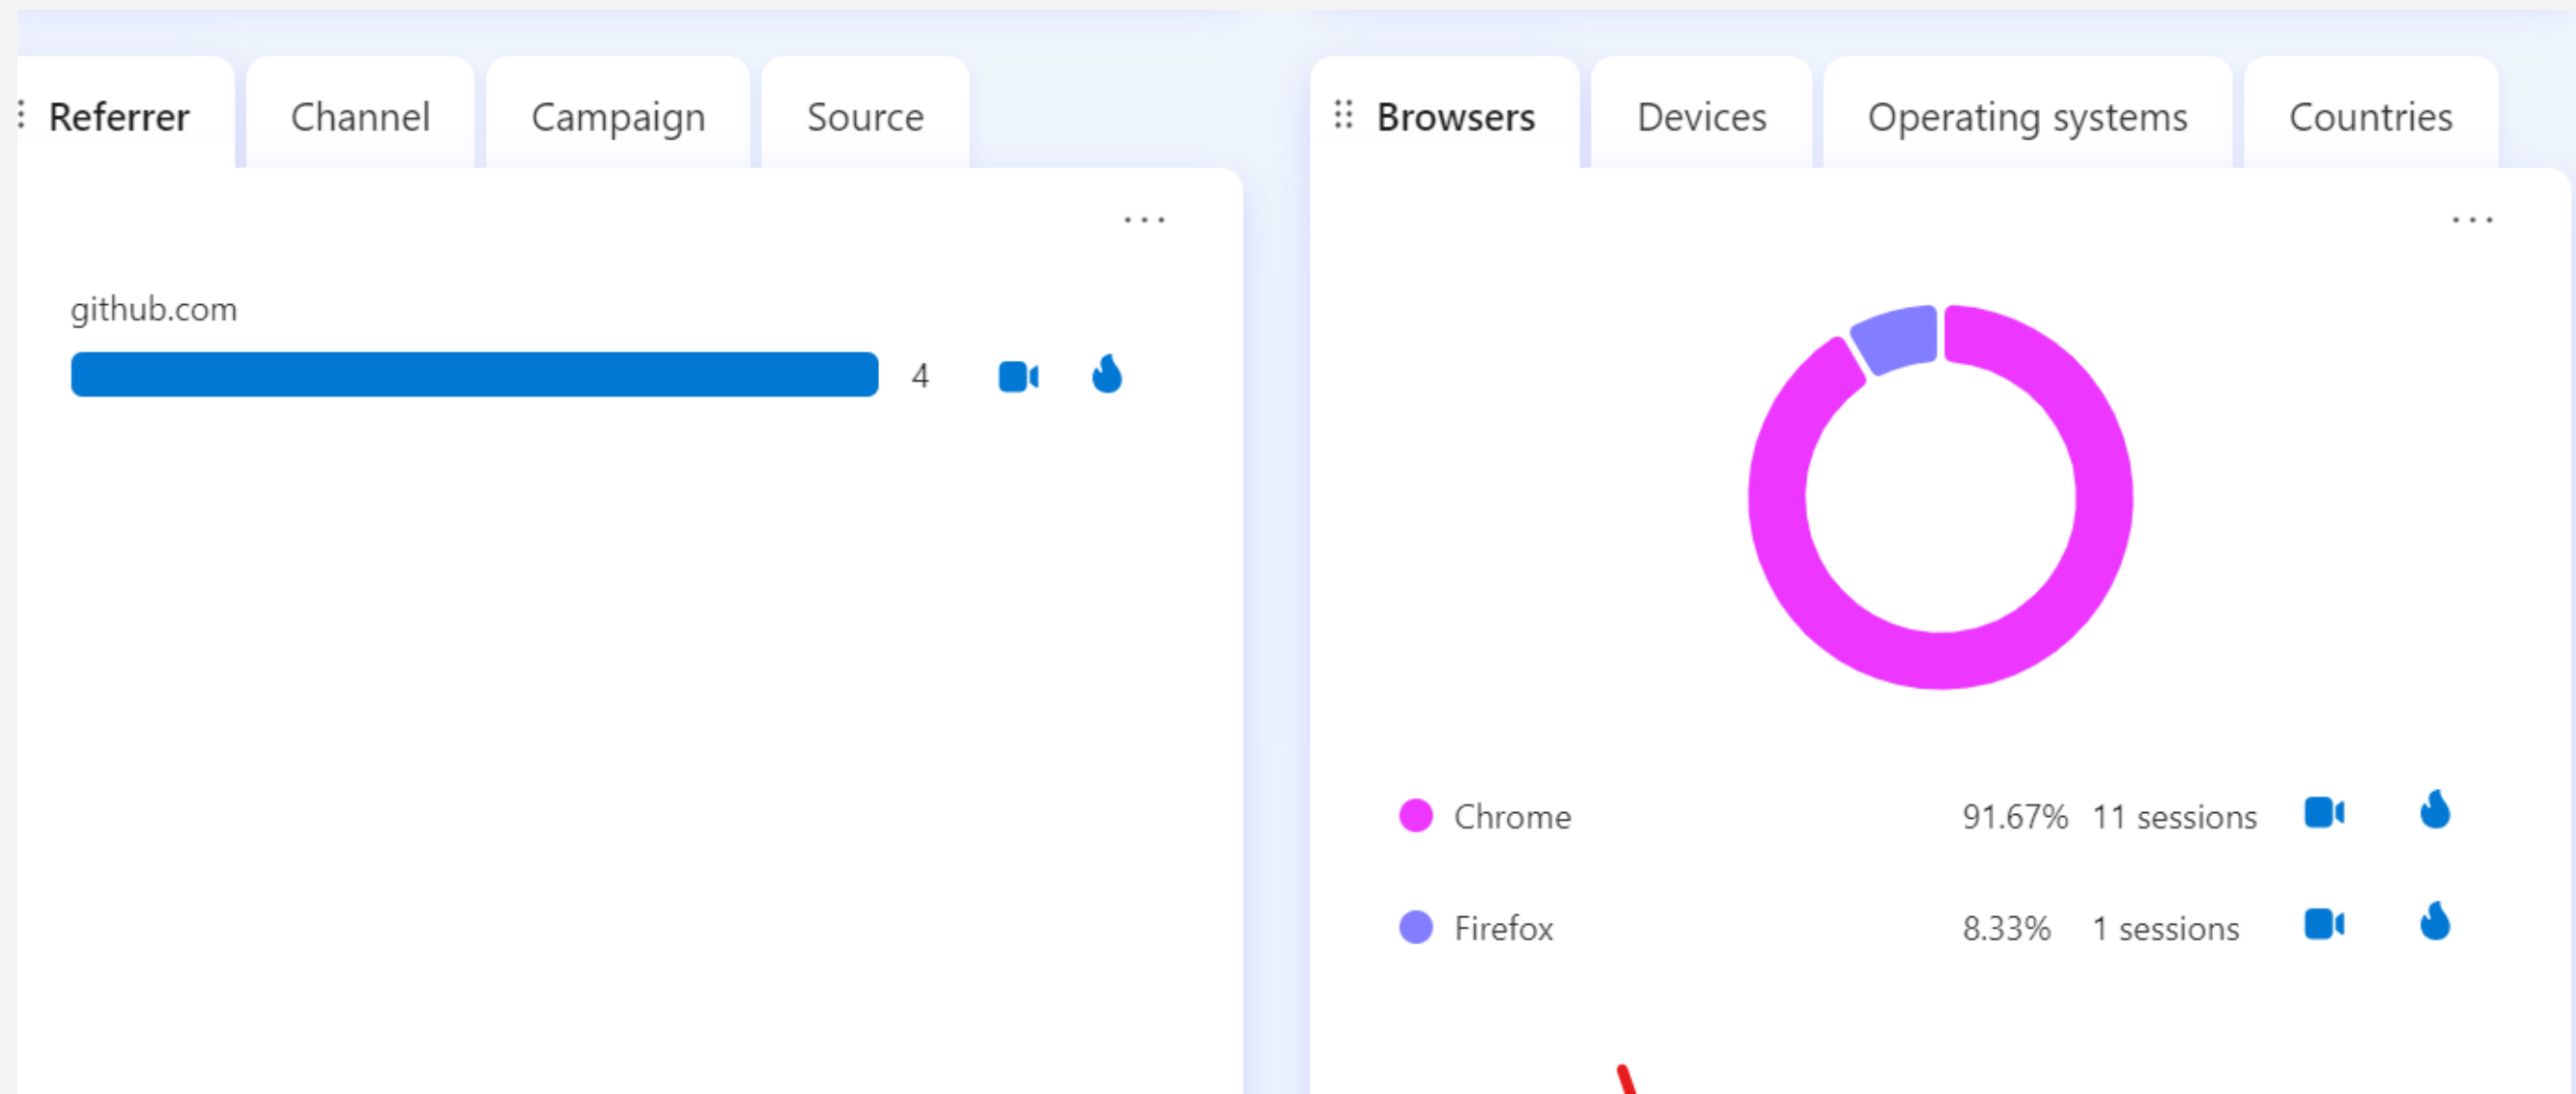 Referrer
Channel
Campaign
Source
...
github.com
4
Browsers
Devices
Operating systems
Countries
...
Chrome 91.67% 11 sessions
Firefox 8.33% 1 sessions